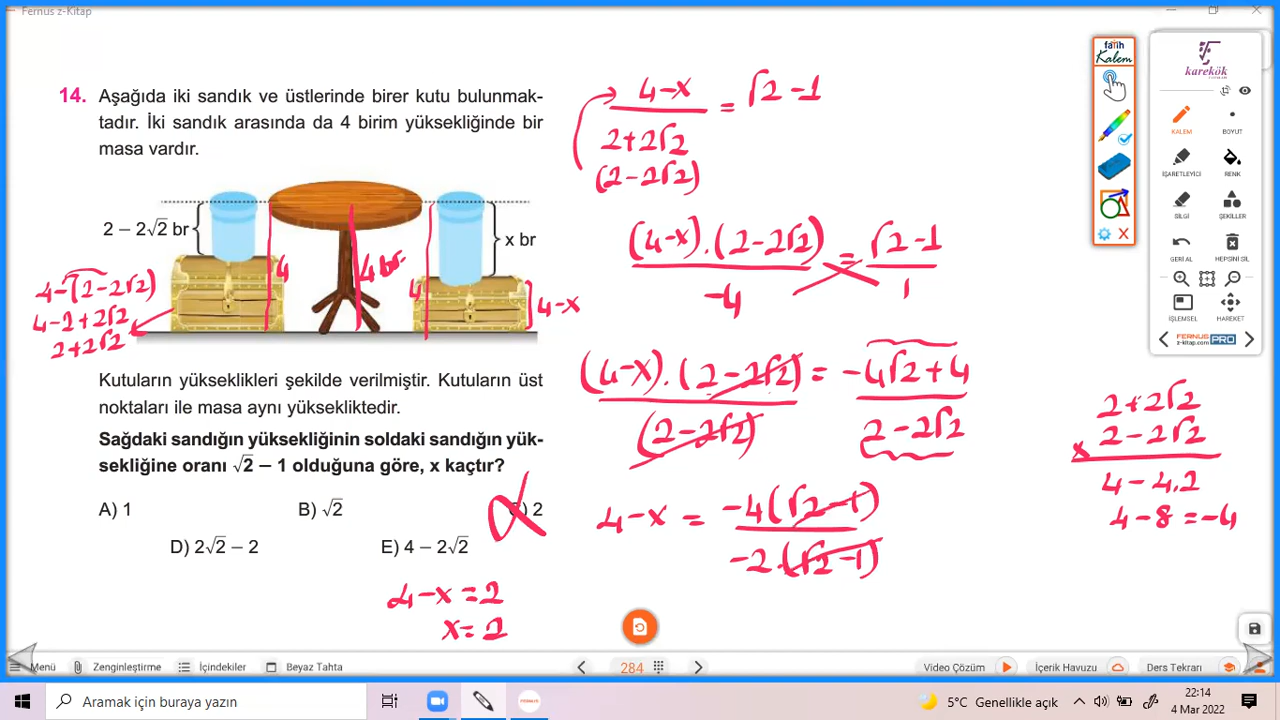 Fernus z-Kitap
14. Aşağıda iki sandık ve üstlerinde birer kutu bulunmak-
tadır. İki sandık arasında da 4 birim yüksekliğinde bir
masa vardır.
2 − 2√2 br
x br
4
4 br
4
4-x
4-(2-2√2)
4-2+2√2
2+2√2
Kutuların yükseklikleri şekilde verilmiştir. Kutuların üst
noktaları ile masa aynı yüksekliktedir.
Sağdaki sandığın yüksekliğinin soldaki sandığın yük-
sekliğine oranı √2 − 1 olduğuna göre, x kaçtır?
A) 1 B) √2 C) 2
D) 2√2 − 2 E) 4 − 2√2
4-x = 2
x = 2
4-x = √2 -1
2+2√2
(2-2√2)
(4-x).(2-2√2) = √2-1
-4 1
(4-x).(2-2√2) = -4√2+4
(2-2√2) 2-2√2
4-x = -4(√2-1)
-2.(√2-1)
2+2√2
x 2-2√2
4-4.2
4-8=-4
fatih
Kalem
karekök
YAYINLARI
KALEM BOYUT
İŞARETLEYİCİ RENK
SİLGİ ŞEKİLLER
GERİ AL HEPSİNİ SİL
İŞLEMSEL HAREKET
FERNUS
z-kitap.com PRO
Menü Zenginleştirme İçindekiler Beyaz Tahta 284 Video Çözüm İçerik Havuzu Ders Tekrarı
Aramak için buraya yazın FERNUS 5°C Genellikle açık 22:14
4 Mar 2022